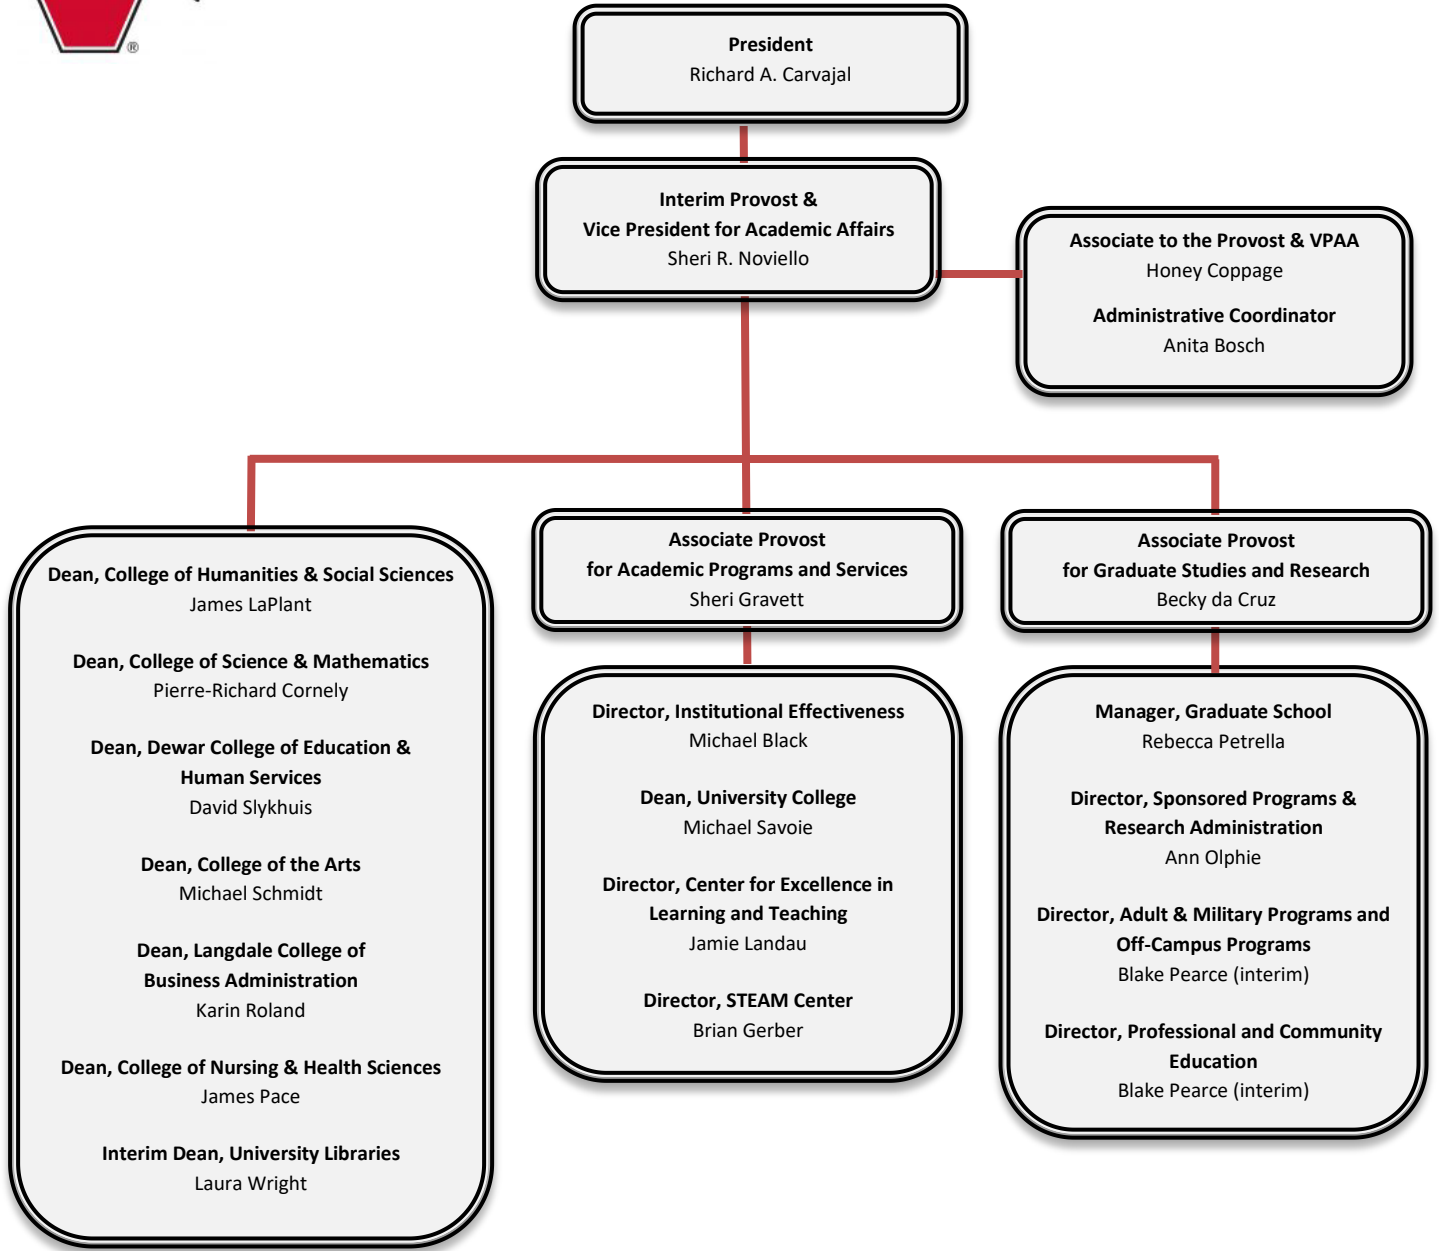 ®
President
Richard A. Carvajal
Interim Provost &
Vice President for Academic Affairs
Sheri R. Noviello
Associate to the Provost & VPAA
Honey Coppage
Administrative Coordinator
Anita Bosch
Dean, College of Humanities & Social Sciences
James LaPlant
Dean, College of Science & Mathematics
Pierre-Richard Cornely
Dean, Dewar College of Education &
Human Services
David Slykhuis
Dean, College of the Arts
Michael Schmidt
Dean, Langdale College of
Business Administration
Karin Roland
Dean, College of Nursing & Health Sciences
James Pace
Interim Dean, University Libraries
Laura Wright
Associate Provost
for Academic Programs and Services
Sheri Gravett
Director, Institutional Effectiveness
Michael Black
Dean, University College
Michael Savoie
Director, Center for Excellence in
Learning and Teaching
Jamie Landau
Director, STEAM Center
Brian Gerber
Associate Provost
for Graduate Studies and Research
Becky da Cruz
Manager, Graduate School
Rebecca Petrella
Director, Sponsored Programs &
Research Administration
Ann Olphie
Director, Adult & Military Programs and
Off-Campus Programs
Blake Pearce (interim)
Director, Professional and Community
Education
Blake Pearce (interim)